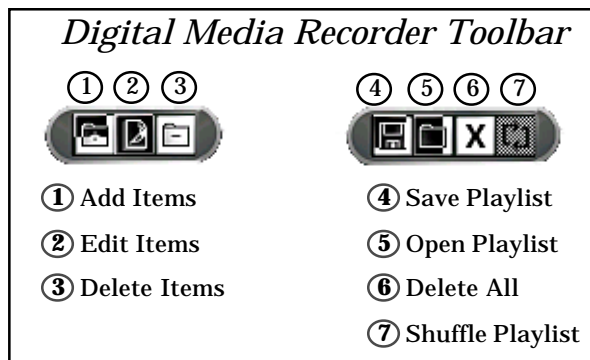 Digital Media Recorder Toolbar
1 2 3
4 5 6 7
X
1 Add Items
2 Edit Items
3 Delete Items
4 Save Playlist
5 Open Playlist
6 Delete All
7 Shuffle Playlist